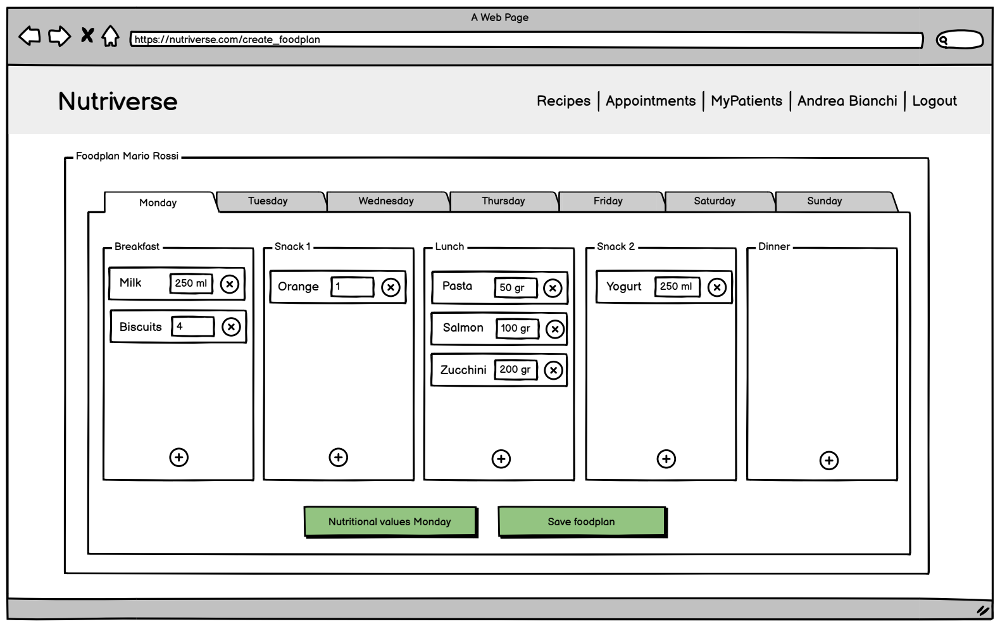 A Web Page
https://nutriverse.com/create_foodplan
Nutriverse
Recipes | Appointments | MyPatients | Andrea Bianchi | Logout
Foodplan Mario Rossi
Monday Tuesday Wednesday Thursday Friday Saturday Sunday
Breakfast
Milk 250 ml
Biscuits 4
Snack 1
Orange 1
Lunch
Pasta 50 gr
Salmon 100 gr
Zucchini 200 gr
Snack 2
Yogurt 250 ml
Dinner
Nutritional values Monday
Save foodplan